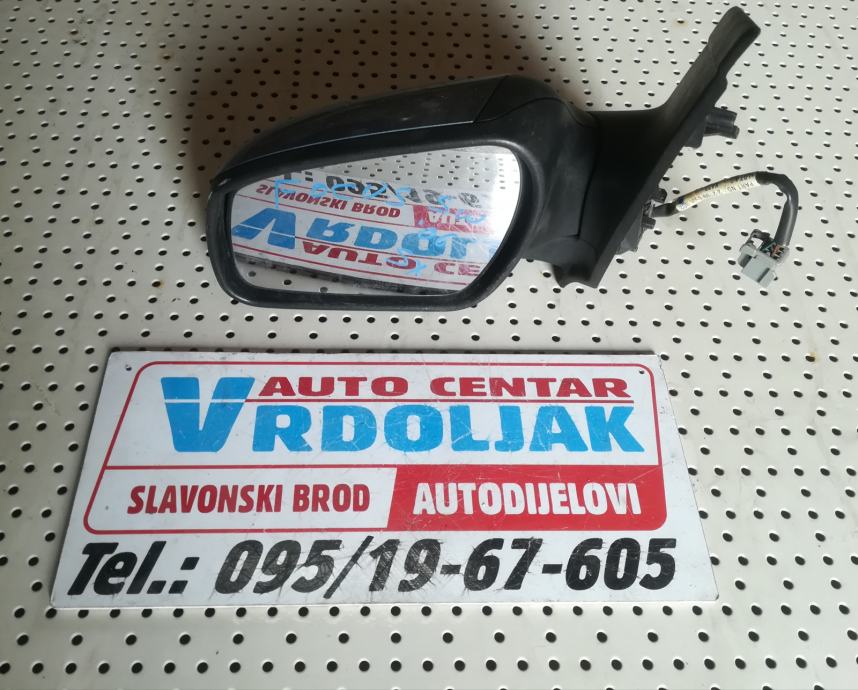 AUTO CENTAR
VRDOLJAK
SLAVONSKI BROD AUTODIJELOVI
Tel.: 095/19-67-605